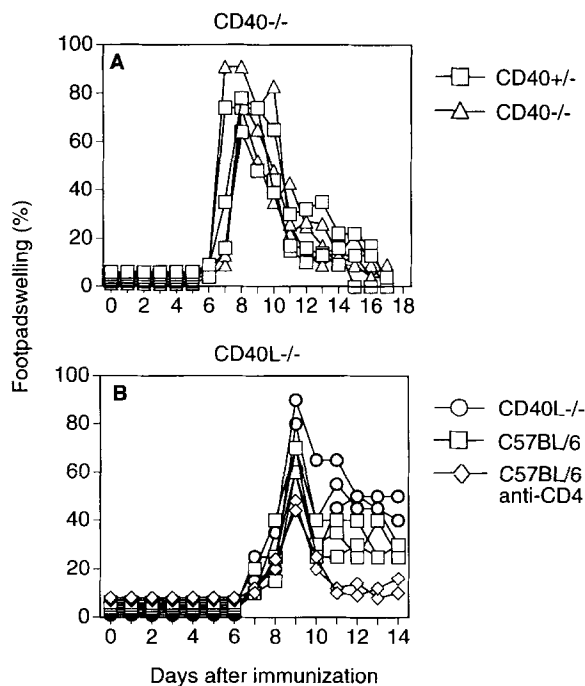 CD40-/-
A
100
80
60
40
20
0
0 2 4 6 8 10 12 14 16 18
CD40+/-
CD40-/-
Footpadswelling (%)
CD40L-/-
B
100
80
60
40
20
0
0 2 4 6 8 10 12 14
CD40L-/-
C57BL/6
C57BL/6
anti-CD4
Days after immunization